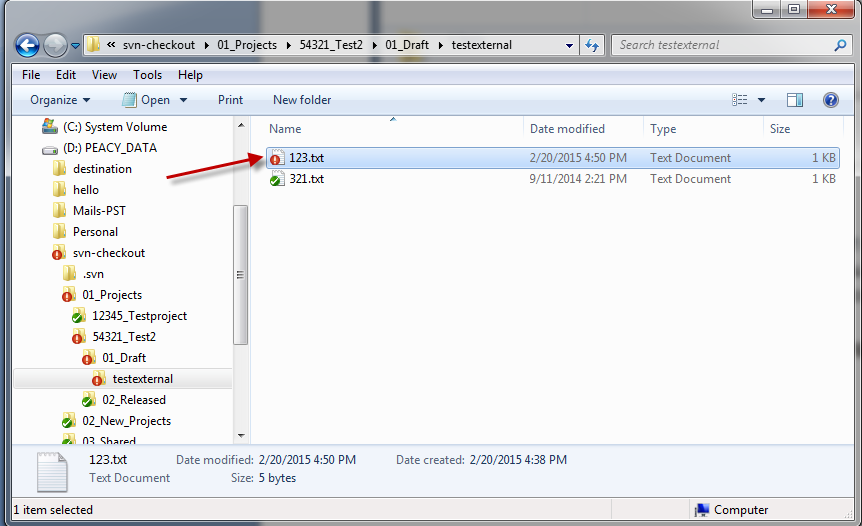 « svn-checkout 01_Projects 54321_Test2 01_Draft testexternal Search testexternal
File Edit View Tools Help
Organize Open Print New folder
(C:) System Volume
(D:) PEACY_DATA
destination
hello
Mails-PST
Personal
svn-checkout
.svn
01_Projects
12345_Testproject
54321_Test2
01_Draft
testexternal
02_Released
02_New_Projects
03_Shared
Name Date modified Type Size
123.txt 2/20/2015 4:50 PM Text Document 1 KB
321.txt 9/11/2014 2:21 PM Text Document 1 KB
123.txt Date modified: 2/20/2015 4:50 PM Date created: 2/20/2015 4:38 PM
Text Document Size: 5 bytes
1 item selected Computer